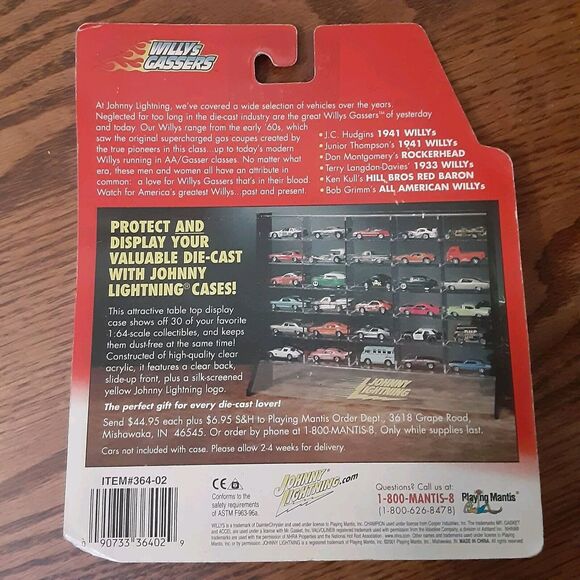 WILLYS
GASSERS
At Johnny Lightning, we've covered a wide selection of vehicles over the years.
Neglected far too long in the die-cast industry are the great Willys Gassers™ of yesterday
and today. Our Willys range from the early '60s, which
saw the original supercharged gas coupes created by
the true pioneers in this class...up to today's modern
Willys running in AA/Gasser classes. No matter what
era, these men and women all have an attribute in
common: a love for Willys Gassers that's in their blood.
Watch for America's greatest Willys...past and present.
• J.C. Hudgins 1941 WILLYs
• Junior Thompson's 1941 WILLYs
• Don Montgomery's ROCKERHEAD
• Terry Langdon-Davies' 1933 WILLYs
• Ken Kull's HILL BROS RED BARON
• Bob Grimm's ALL AMERICAN WILLYs
PROTECT AND
DISPLAY YOUR
VALUABLE DIE-CAST
WITH JOHNNY
LIGHTNING® CASES!
This attractive table top display
case shows off 30 of your favorite
1:64-scale collectibles, and keeps
them dust-free at the same time!
Constructed of high-quality clear
acrylic, it features a clear back,
slide-up front, plus a silk-screened
yellow Johnny Lightning logo.
JOHNNY
LIGHTNING
The perfect gift for every die-cast lover!
Send $44.95 each plus $6.95 S&H to Playing Mantis Order Dept., 3618 Grape Road,
Mishawaka, IN 46545. Or order by phone at 1-800-MANTIS-8. Only while supplies last.
Cars not included with case. Please allow 2-4 weeks for delivery.
ITEM#364-02
0 90733 36402 9
CE
Conforms to the
safety requirements
of ASTM F963-96a.
JOHNNY
LIGHTNING.com
Questions? Call us at:
1-800-MANTIS-8
(1-800-626-8478)
Playing Mantis